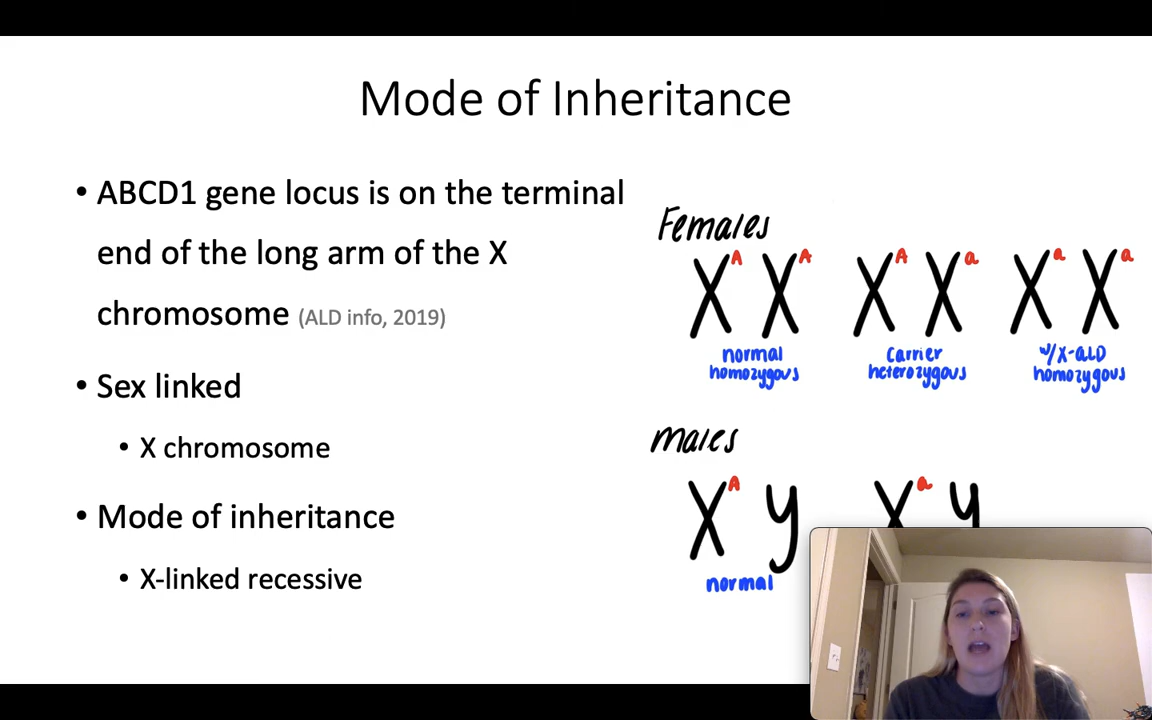 Mode of Inheritance
• ABCD1 gene locus is on the terminal
end of the long arm of the X
chromosome (ALD info, 2019)
• Sex linked
• X chromosome
• Mode of inheritance
• X-linked recessive
Females
X A X A
X A X a
X a X a
normal
homozygous
carrier
heterozygous
w/X-ALD
homozygous
males
X A y
X a y
normal